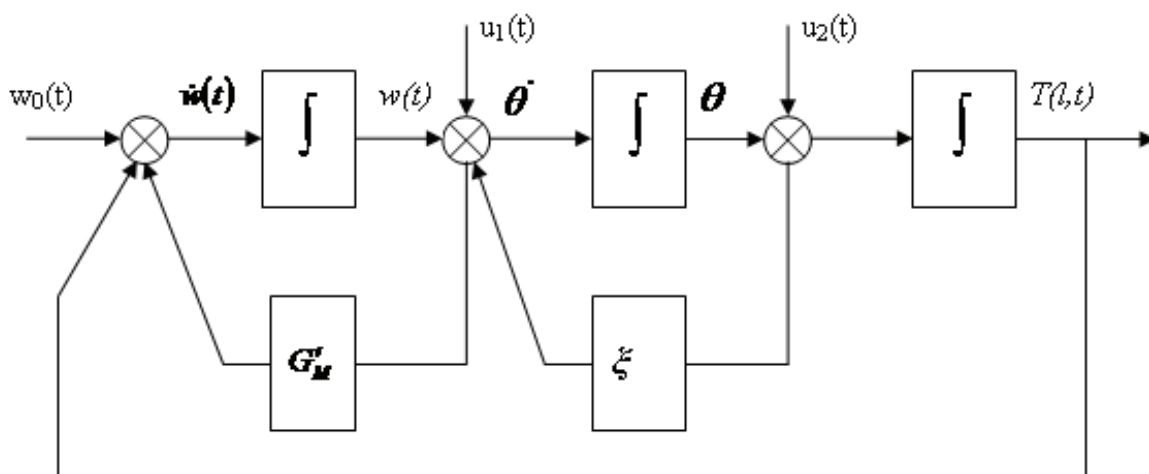 u₁(t)
u₂(t)
w₀(t)
ẇ(t)
∫
w(t)
θ̇
∫
θ
∫
T(l,t)
G'ₘ
ξ